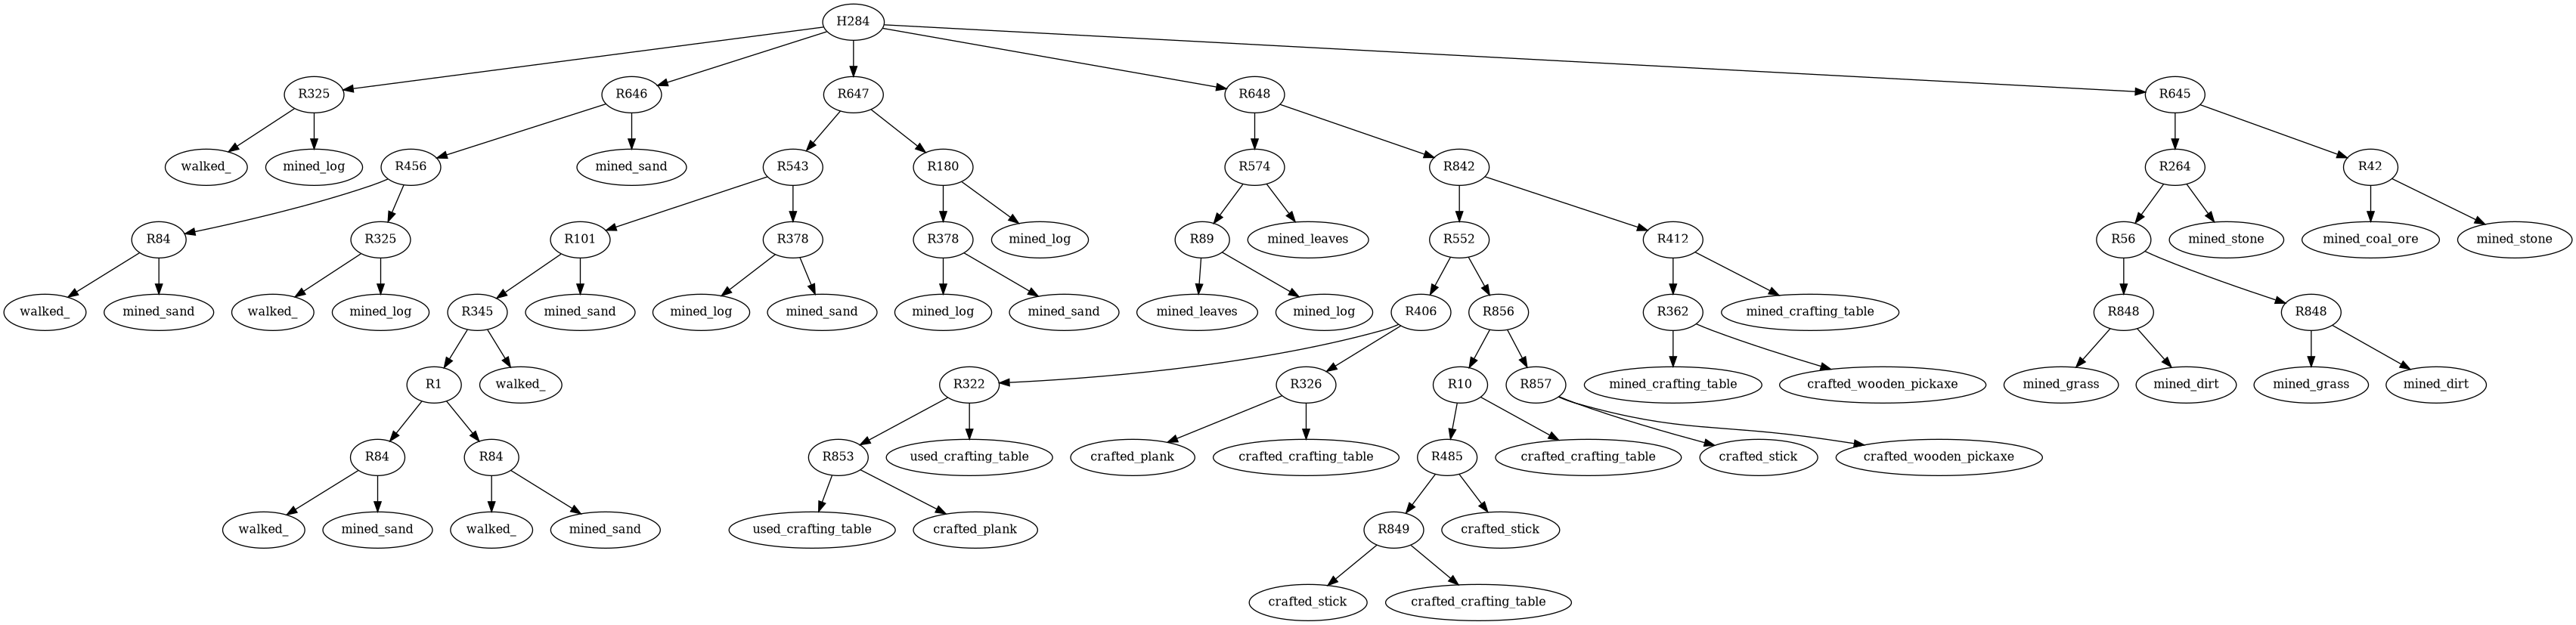 H284
R325
R646
R647
R648
R645
walked_
mined_log
R456
mined_sand
R543
R180
R574
R842
R264
R42
R84
R325
R101
R378
R378
mined_log
R89
mined_leaves
R552
R412
R56
mined_stone
mined_coal_ore
mined_stone
walked_
mined_sand
walked_
mined_log
R345
mined_sand
mined_log
mined_sand
mined_log
mined_sand
mined_leaves
mined_log
R406
R856
R362
mined_crafting_table
R848
R848
R1
walked_
R322
R326
R10
R857
mined_crafting_table
crafted_wooden_pickaxe
mined_grass
mined_dirt
mined_grass
mined_dirt
R84
R84
R853
used_crafting_table
crafted_plank
crafted_crafting_table
R485
crafted_crafting_table
crafted_stick
crafted_wooden_pickaxe
walked_
mined_sand
walked_
mined_sand
used_crafting_table
crafted_plank
R849
crafted_stick
crafted_stick
crafted_crafting_table